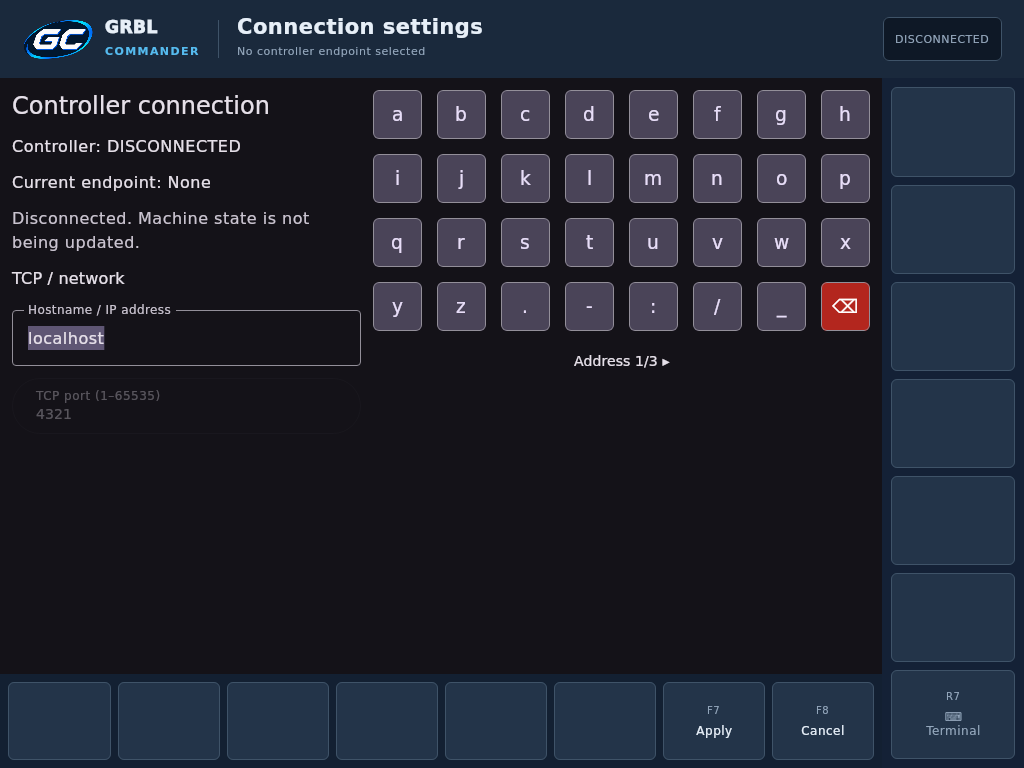 GC
GRBL
COMMANDER
Connection settings
No controller endpoint selected
DISCONNECTED
Controller connection
Controller: DISCONNECTED
Current endpoint: None
Disconnected. Machine state is not
being updated.
TCP / network
Hostname / IP address
localhost
TCP port (1–65535)
4321
a b c d e f g h
i j k l m n o p
q r s t u v w x
y z . - : / _ ⌫
Address 1/3 ▸
F7
Apply
F8
Cancel
R7
⌨
Terminal